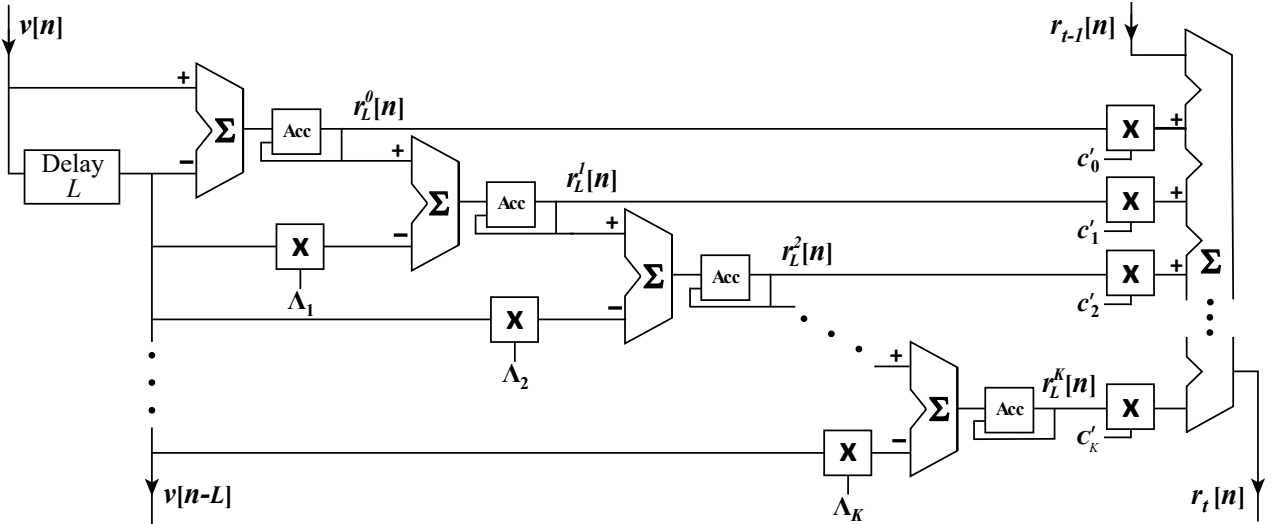 v[n]
r_{t-1}[n]
+
Σ
Acc
r_L^0[n]
X
+
c'_0
Delay
L
−
+
Σ
Acc
r_L^1[n]
X
+
c'_1
X
Λ_1
−
+
Σ
Acc
r_L^2[n]
X
+
c'_2
Σ
X
Λ_2
−
+
Σ
Acc
r_L^K[n]
X
c'_K
X
Λ_K
−
v[n-L]
r_t[n]